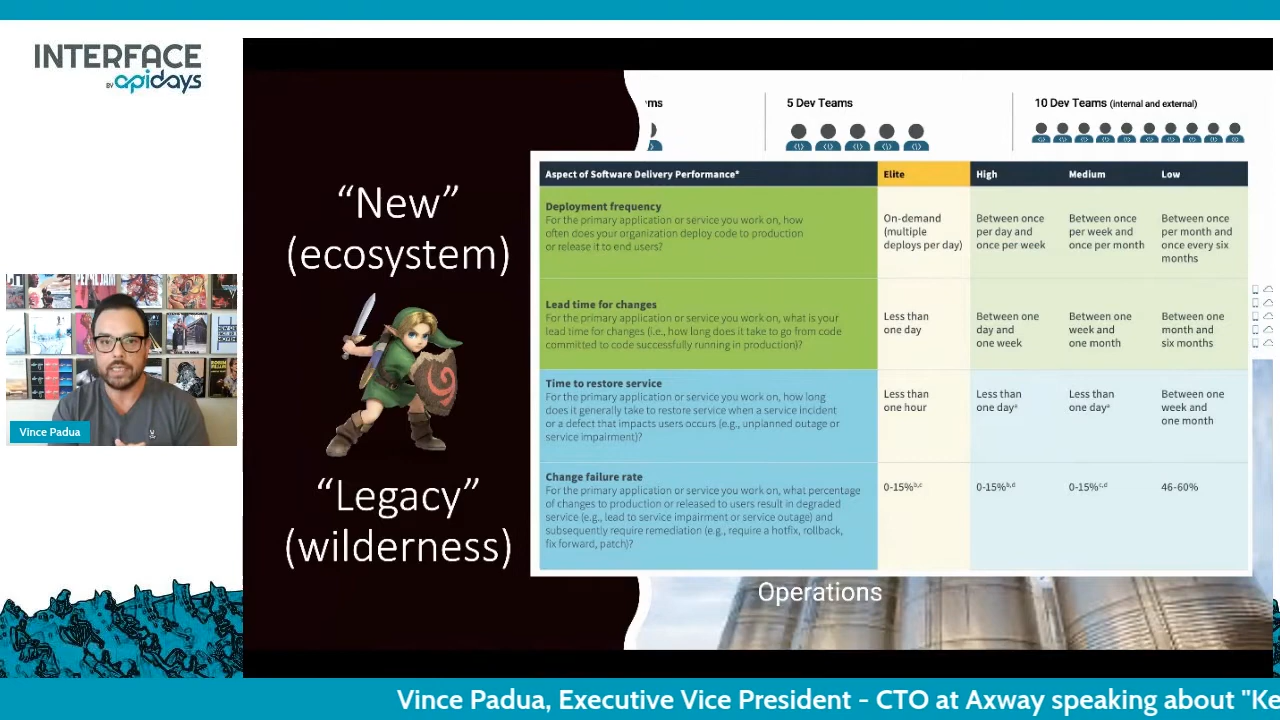 INTERFACE
BY apidays
Vince Padua
“New”
(ecosystem)
“Legacy”
(wilderness)
5 Dev Teams
10 Dev Teams (internal and external)
Aspect of Software Delivery Performance*
Elite
High
Medium
Low
Deployment frequency
For the primary application or service you work on, how
often does your organization deploy code to production
or release it to end users?
On-demand
(multiple
deploys per day)
Between once
per day and
once per week
Between once
per week and
once per month
Between once
per month and
once every six
months
Lead time for changes
For the primary application or service you work on, what is your
lead time for changes (i.e., how long does it take to go from code
committed to code successfully running in production)?
Less than
one day
Between one
day and
one week
Between one
week and
one month
Between one
month and
six months
Time to restore service
For the primary application or service you work on, how long
does it generally take to restore service when a service incident
or a defect that impacts users occurs (e.g., unplanned outage or
service impairment)?
Less than
one hour
Less than
one dayᵃ
Less than
one dayᵃ
Between one
week and
one month
Change failure rate
For the primary application or service you work on, what percentage
of changes to production or released to users result in degraded
service (e.g., lead to service impairment or service outage) and
subsequently require remediation (e.g., require a hotfix, rollback,
fix forward, patch)?
0-15%ᵇ,ᶜ
0-15%ᵇ,ᵈ
0-15%ᶜ,ᵈ
46-60%
Operations
Vince Padua, Executive Vice President - CTO at Axway speaking about "Ke